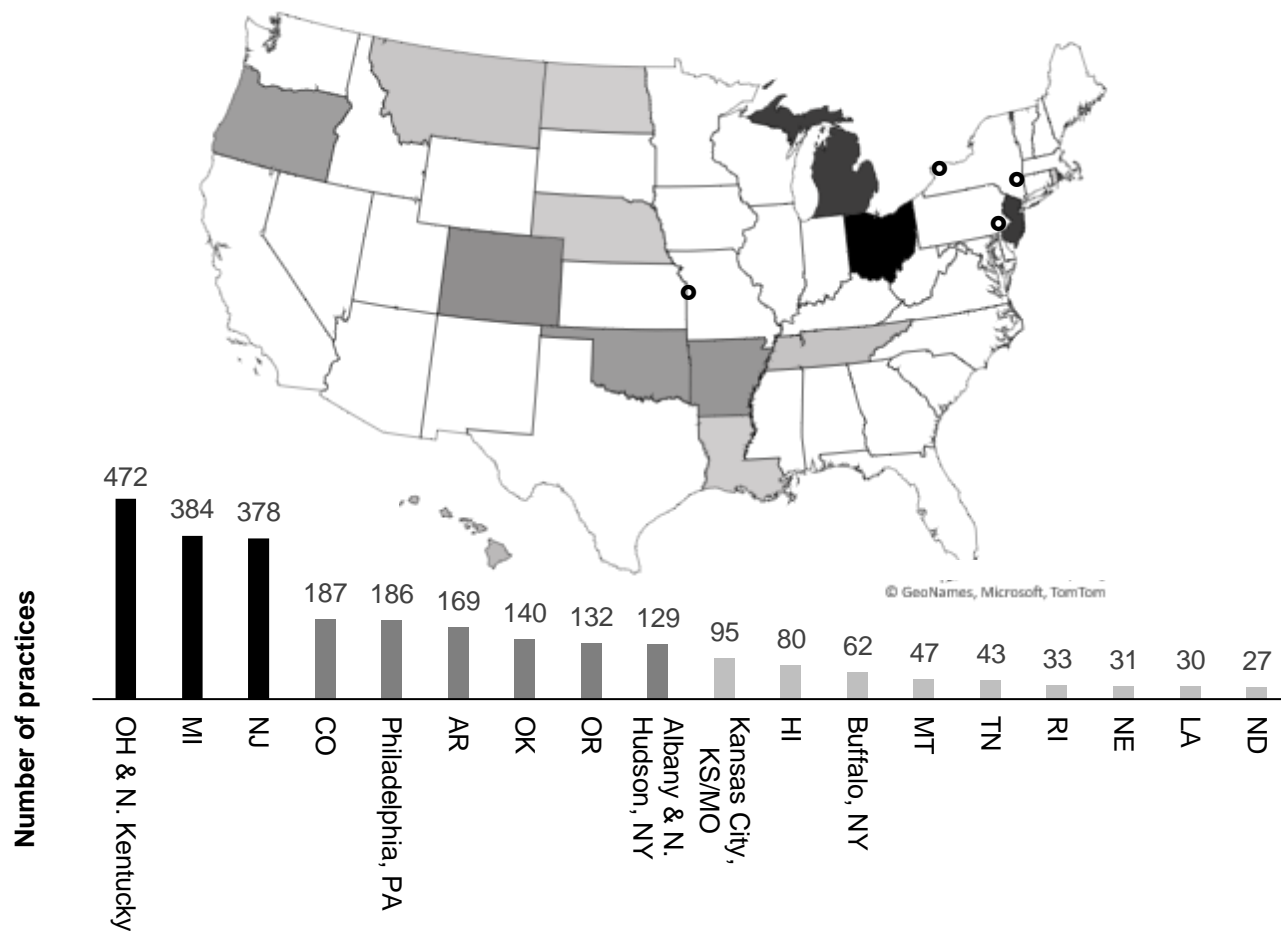 © GeoNames, Microsoft, TomTom
Number of practices
472
384
378
187
186
169
140
132
129
95
80
62
47
43
33
31
30
27
OH & N. Kentucky
MI
NJ
CO
Philadelphia, PA
AR
OK
OR
Albany & N.
Hudson, NY
Kansas City,
KS/MO
HI
Buffalo, NY
MT
TN
RI
NE
LA
ND